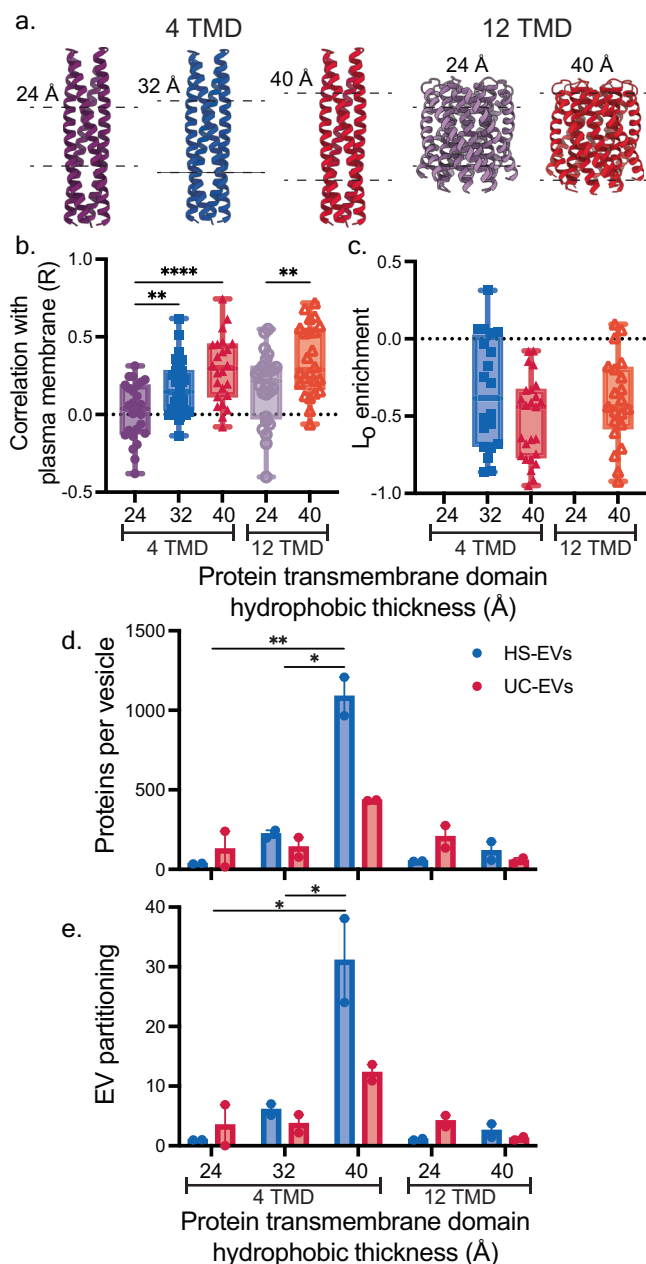 a.
4 TMD
12 TMD
24 Å
32 Å
40 Å
24 Å
40 Å
b.
c.
Correlation with
plasma membrane (R)
1.0
0.5
0.0
-0.5
****
**
**
L_O enrichment
0.5
0.0
-0.5
-1.0
24 32 40 24 40
4 TMD 12 TMD
24 32 40 24 40
4 TMD 12 TMD
Protein transmembrane domain
hydrophobic thickness (Å)
d.
Proteins per vesicle
1500
1000
500
0
**
*
HS-EVs
UC-EVs
e.
EV partitioning
40
30
20
10
0
*
*
24 32 40 24 40
4 TMD 12 TMD
Protein transmembrane domain
hydrophobic thickness (Å)